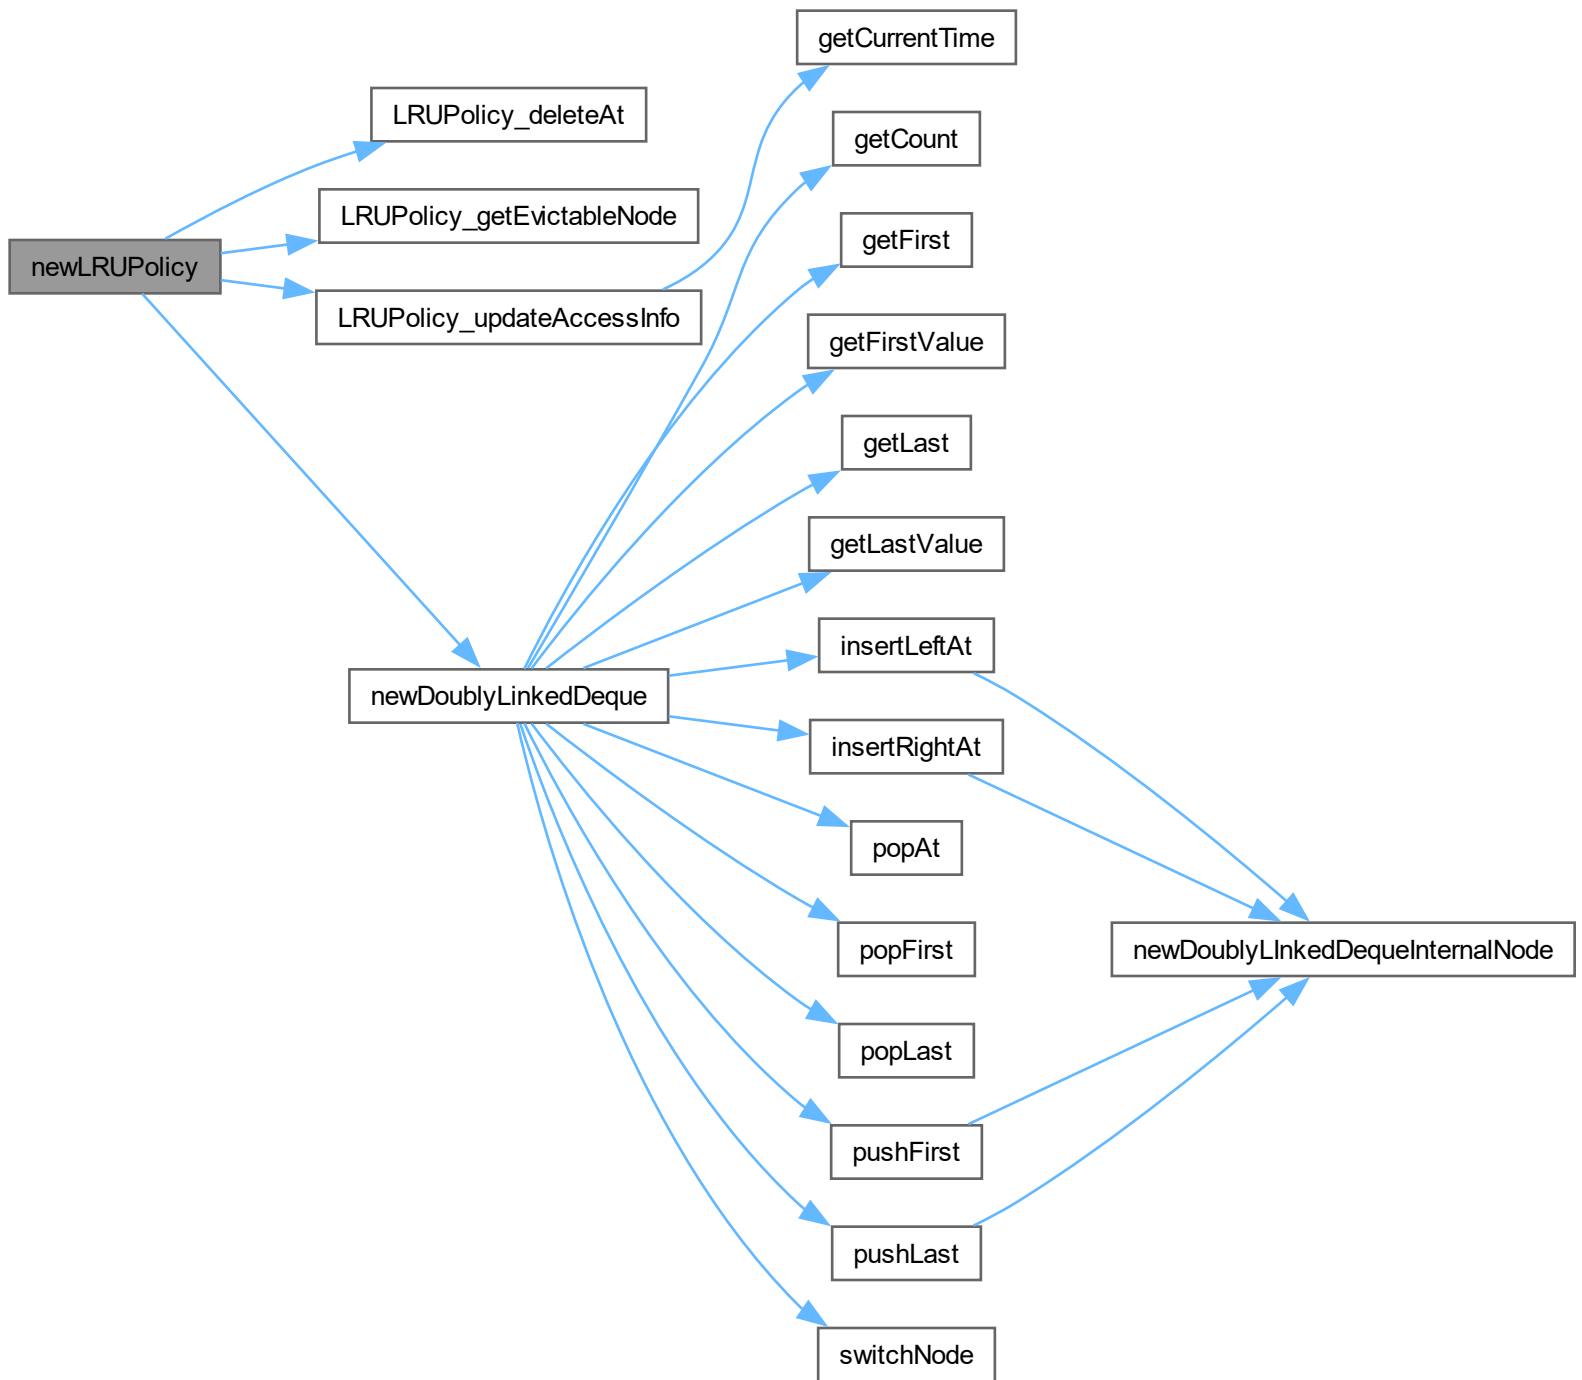 newLRUPolicy
LRUPolicy_deleteAt
LRUPolicy_getEvictableNode
LRUPolicy_updateAccessInfo
newDoublyLinkedDeque
getCurrentTime
getCount
getFirst
getFirstValue
getLast
getLastValue
insertLeftAt
insertRightAt
popAt
popFirst
popLast
pushFirst
pushLast
switchNode
newDoublyLInkedDequeInternalNode